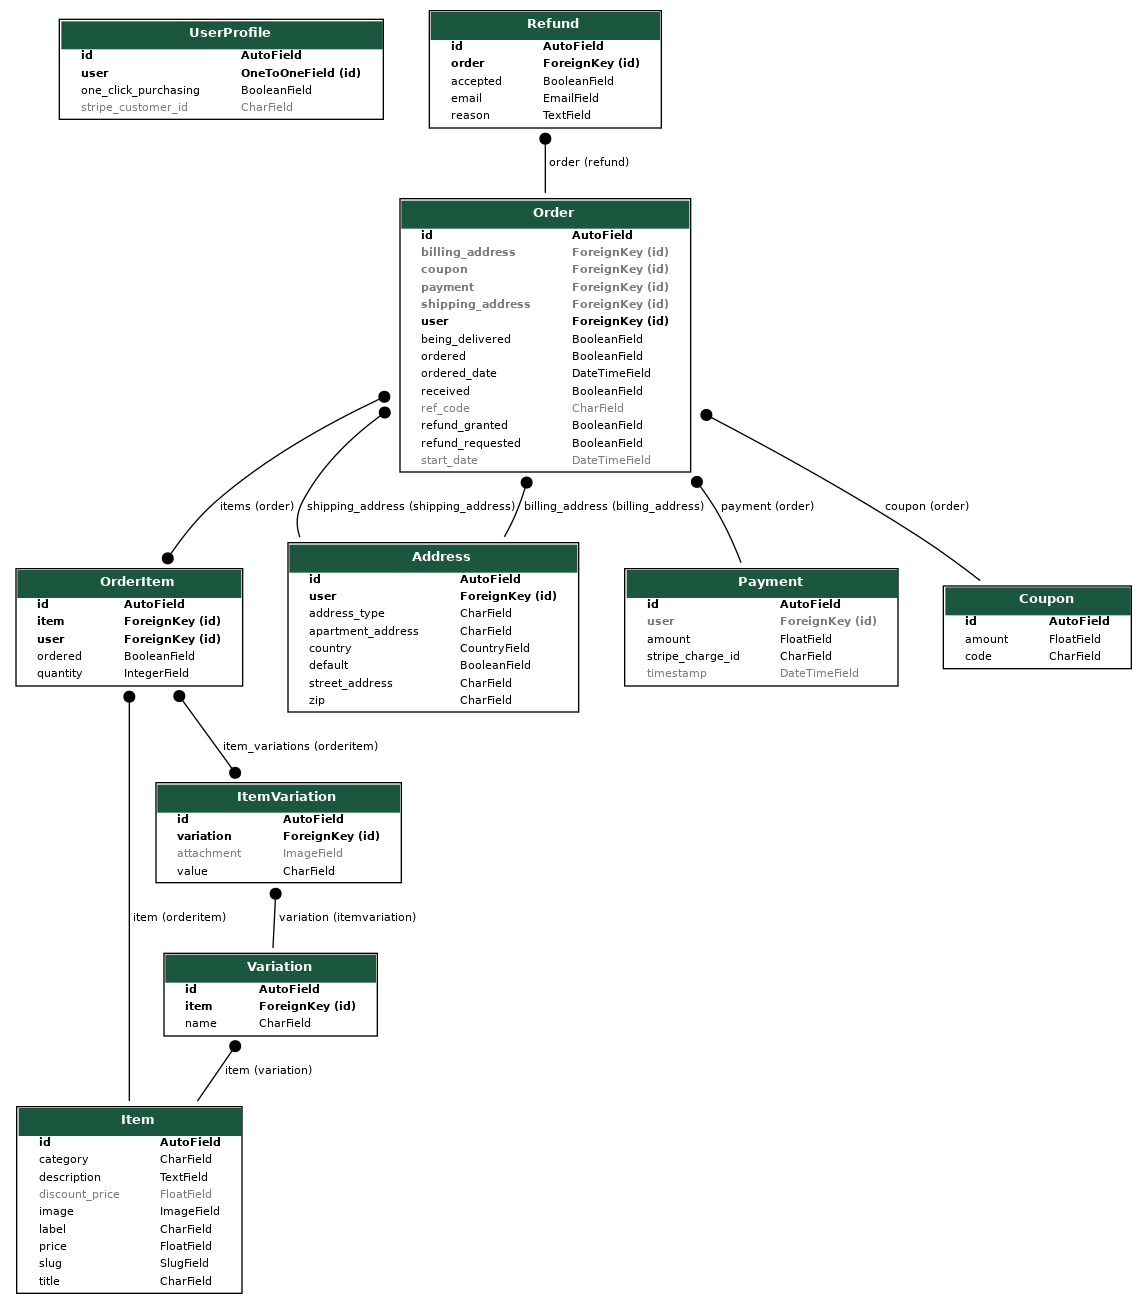 UserProfile
id AutoField
user OneToOneField (id)
one_click_purchasing BooleanField
stripe_customer_id CharField
Refund
id AutoField
order ForeignKey (id)
accepted BooleanField
email EmailField
reason TextField
order (refund)
Order
id AutoField
billing_address ForeignKey (id)
coupon ForeignKey (id)
payment ForeignKey (id)
shipping_address ForeignKey (id)
user ForeignKey (id)
being_delivered BooleanField
ordered BooleanField
ordered_date DateTimeField
received BooleanField
ref_code CharField
refund_granted BooleanField
refund_requested BooleanField
start_date DateTimeField
items (order)
shipping_address (shipping_address)
billing_address (billing_address)
payment (order)
coupon (order)
OrderItem
id AutoField
item ForeignKey (id)
user ForeignKey (id)
ordered BooleanField
quantity IntegerField
Address
id AutoField
user ForeignKey (id)
address_type CharField
apartment_address CharField
country CountryField
default BooleanField
street_address CharField
zip CharField
Payment
id AutoField
user ForeignKey (id)
amount FloatField
stripe_charge_id CharField
timestamp DateTimeField
Coupon
id AutoField
amount FloatField
code CharField
item_variations (orderitem)
ItemVariation
id AutoField
variation ForeignKey (id)
attachment ImageField
value CharField
item (orderitem)
variation (itemvariation)
Variation
id AutoField
item ForeignKey (id)
name CharField
item (variation)
Item
id AutoField
category CharField
description TextField
discount_price FloatField
image ImageField
label CharField
price FloatField
slug SlugField
title CharField